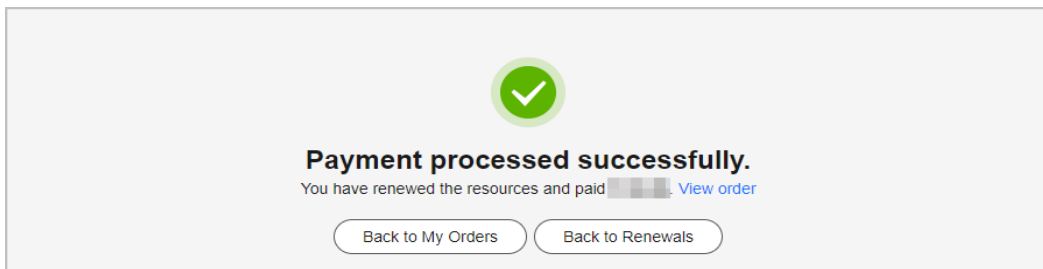 Payment processed successfully.
You have renewed the resources and paid . View order
Back to My Orders Back to Renewals